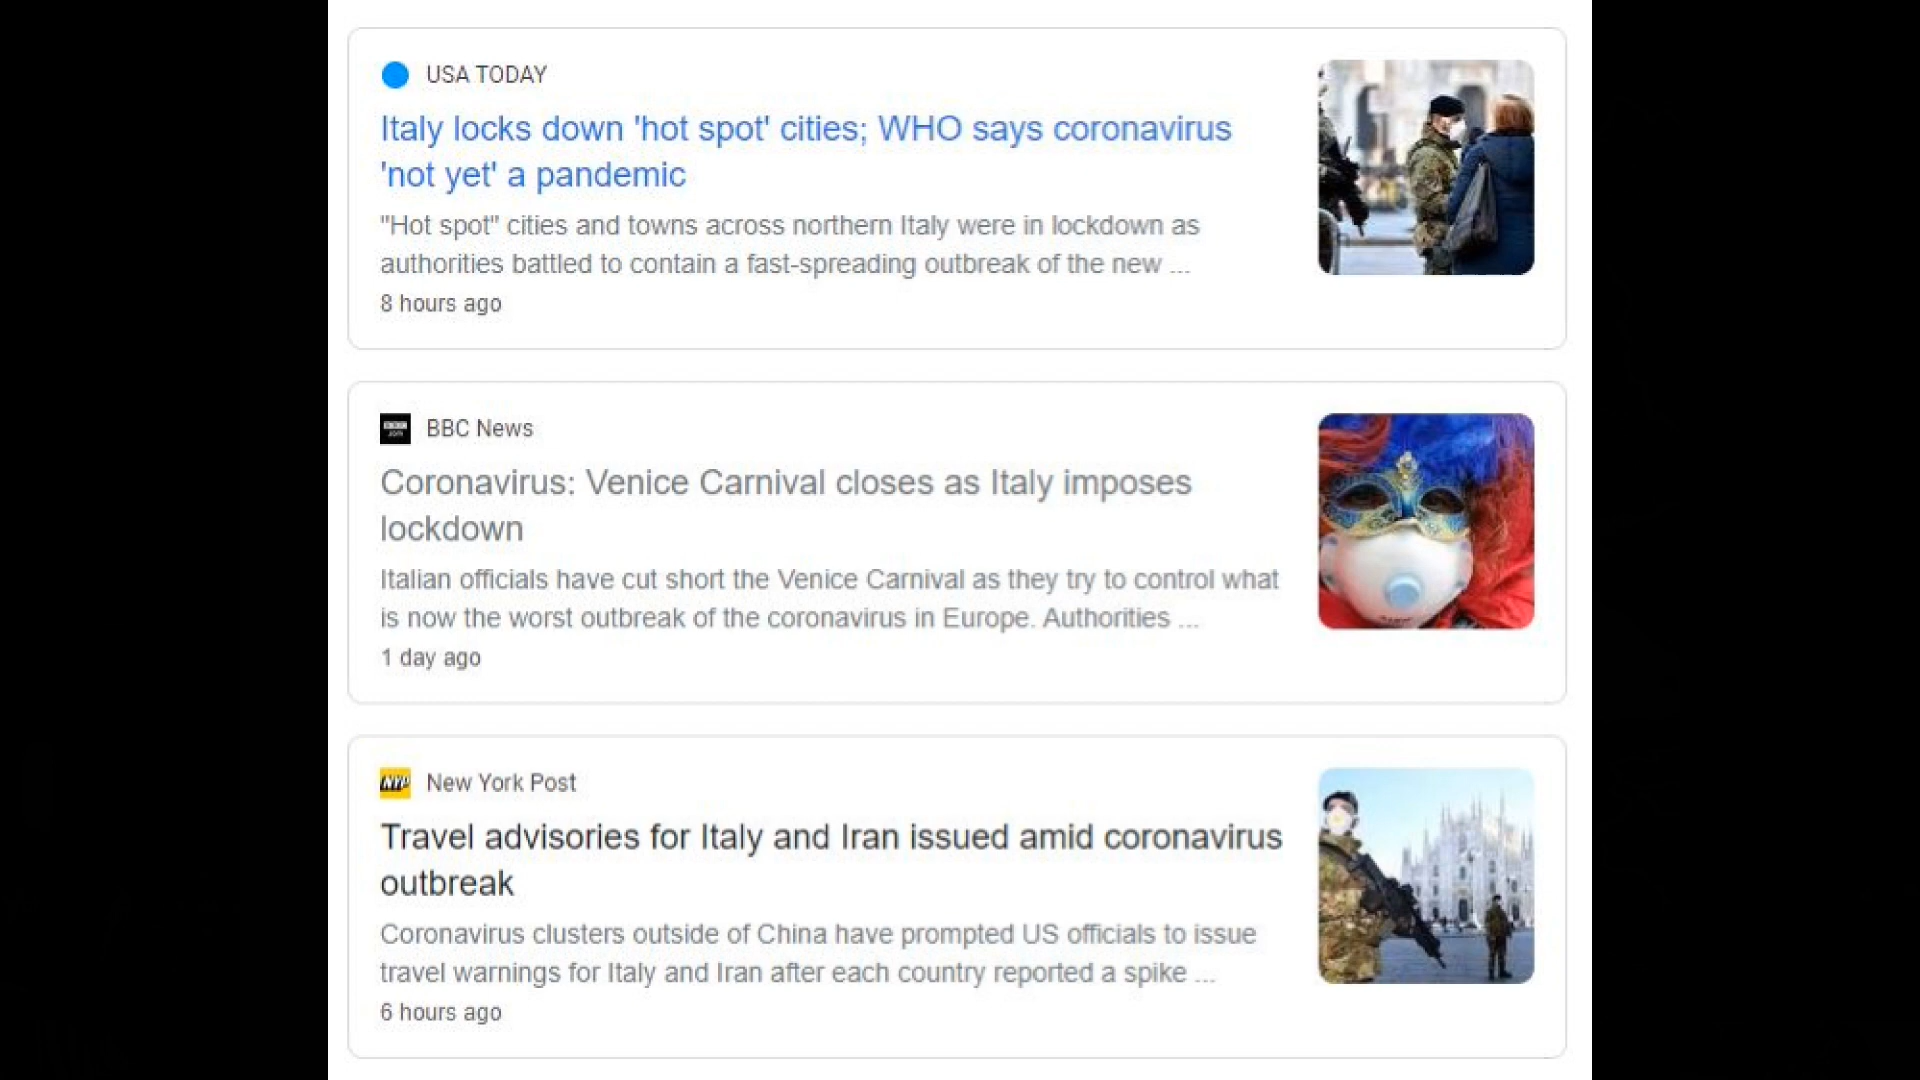 USA TODAY
Italy locks down 'hot spot' cities; WHO says coronavirus
'not yet' a pandemic
"Hot spot" cities and towns across northern Italy were in lockdown as
authorities battled to contain a fast-spreading outbreak of the new ...
8 hours ago
BBC News
Coronavirus: Venice Carnival closes as Italy imposes
lockdown
Italian officials have cut short the Venice Carnival as they try to control what
is now the worst outbreak of the coronavirus in Europe. Authorities ...
1 day ago
NYP New York Post
Travel advisories for Italy and Iran issued amid coronavirus
outbreak
Coronavirus clusters outside of China have prompted US officials to issue
travel warnings for Italy and Iran after each country reported a spike ...
6 hours ago